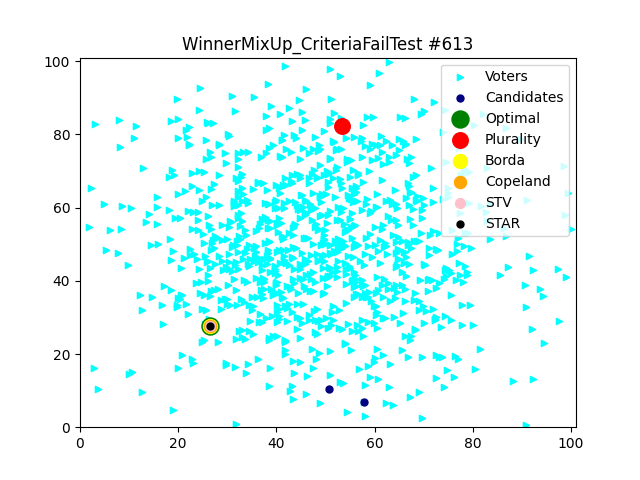 WinnerMixUp_CriteriaFailTest #613
100
80
60
40
20
0
0 20 40 60 80 100
Voters
Candidates
Optimal
Plurality
Borda
Copeland
STV
STAR